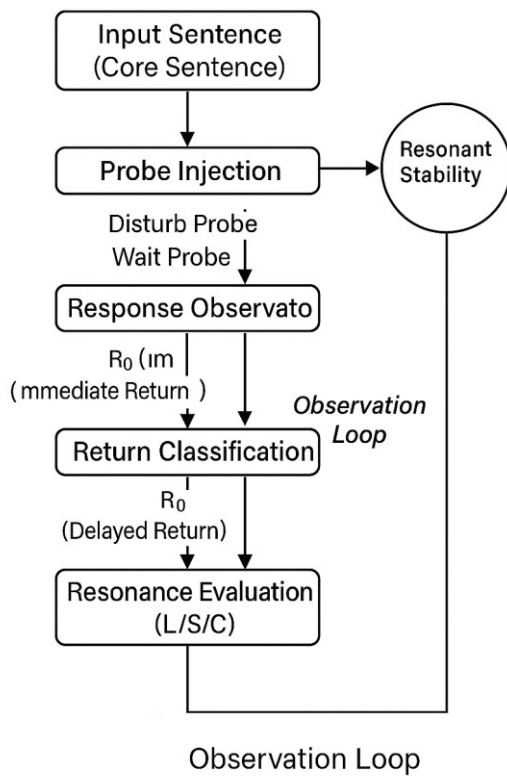 Input Sentence
(Core Sentence)
Probe Injection
Resonant
Stability
Disturb Probe
Wait Probe
Response Observato
R₀ (ım
(mmediate Return )
Observation
Loop
Return Classification
R₀
(Delayed Return)
Resonance Evaluation
(L/S/C)
Observation Loop